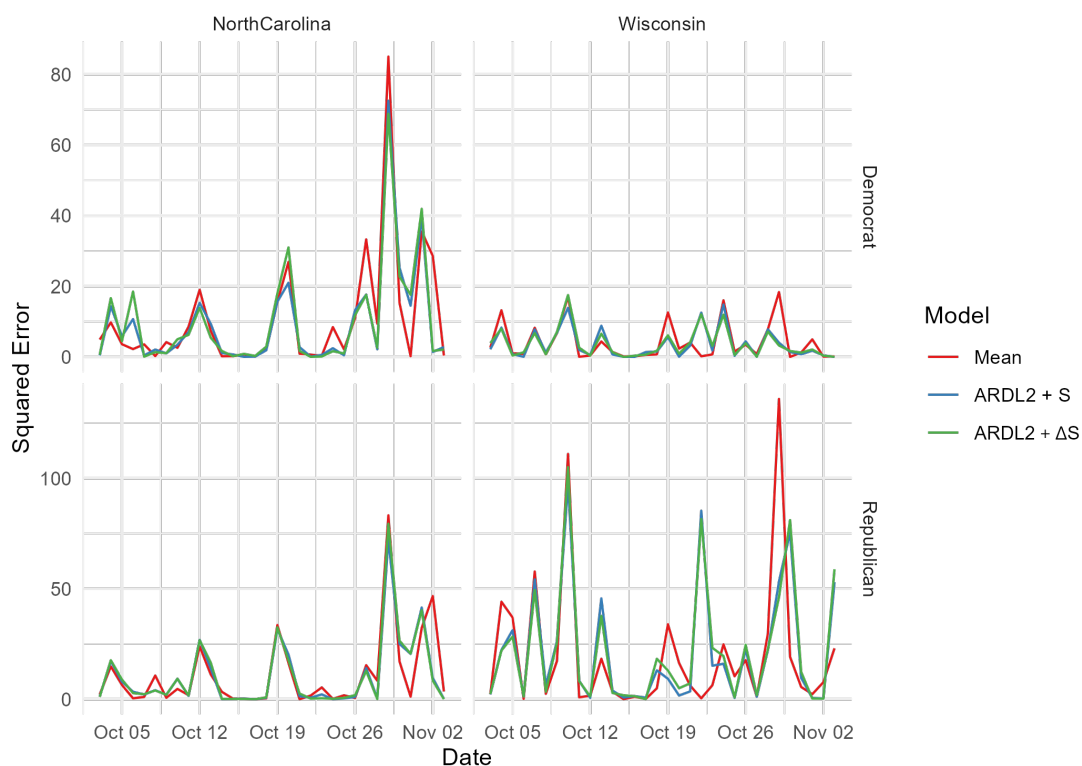 NorthCarolina
Wisconsin
80
60
40
20
0
Democrat
100
50
0
Republican
Squared Error
Oct 05
Oct 12
Oct 19
Oct 26
Nov 02
Oct 05
Oct 12
Oct 19
Oct 26
Nov 02
Date
Model
Mean
ARDL2 + S
ARDL2 + ΔS